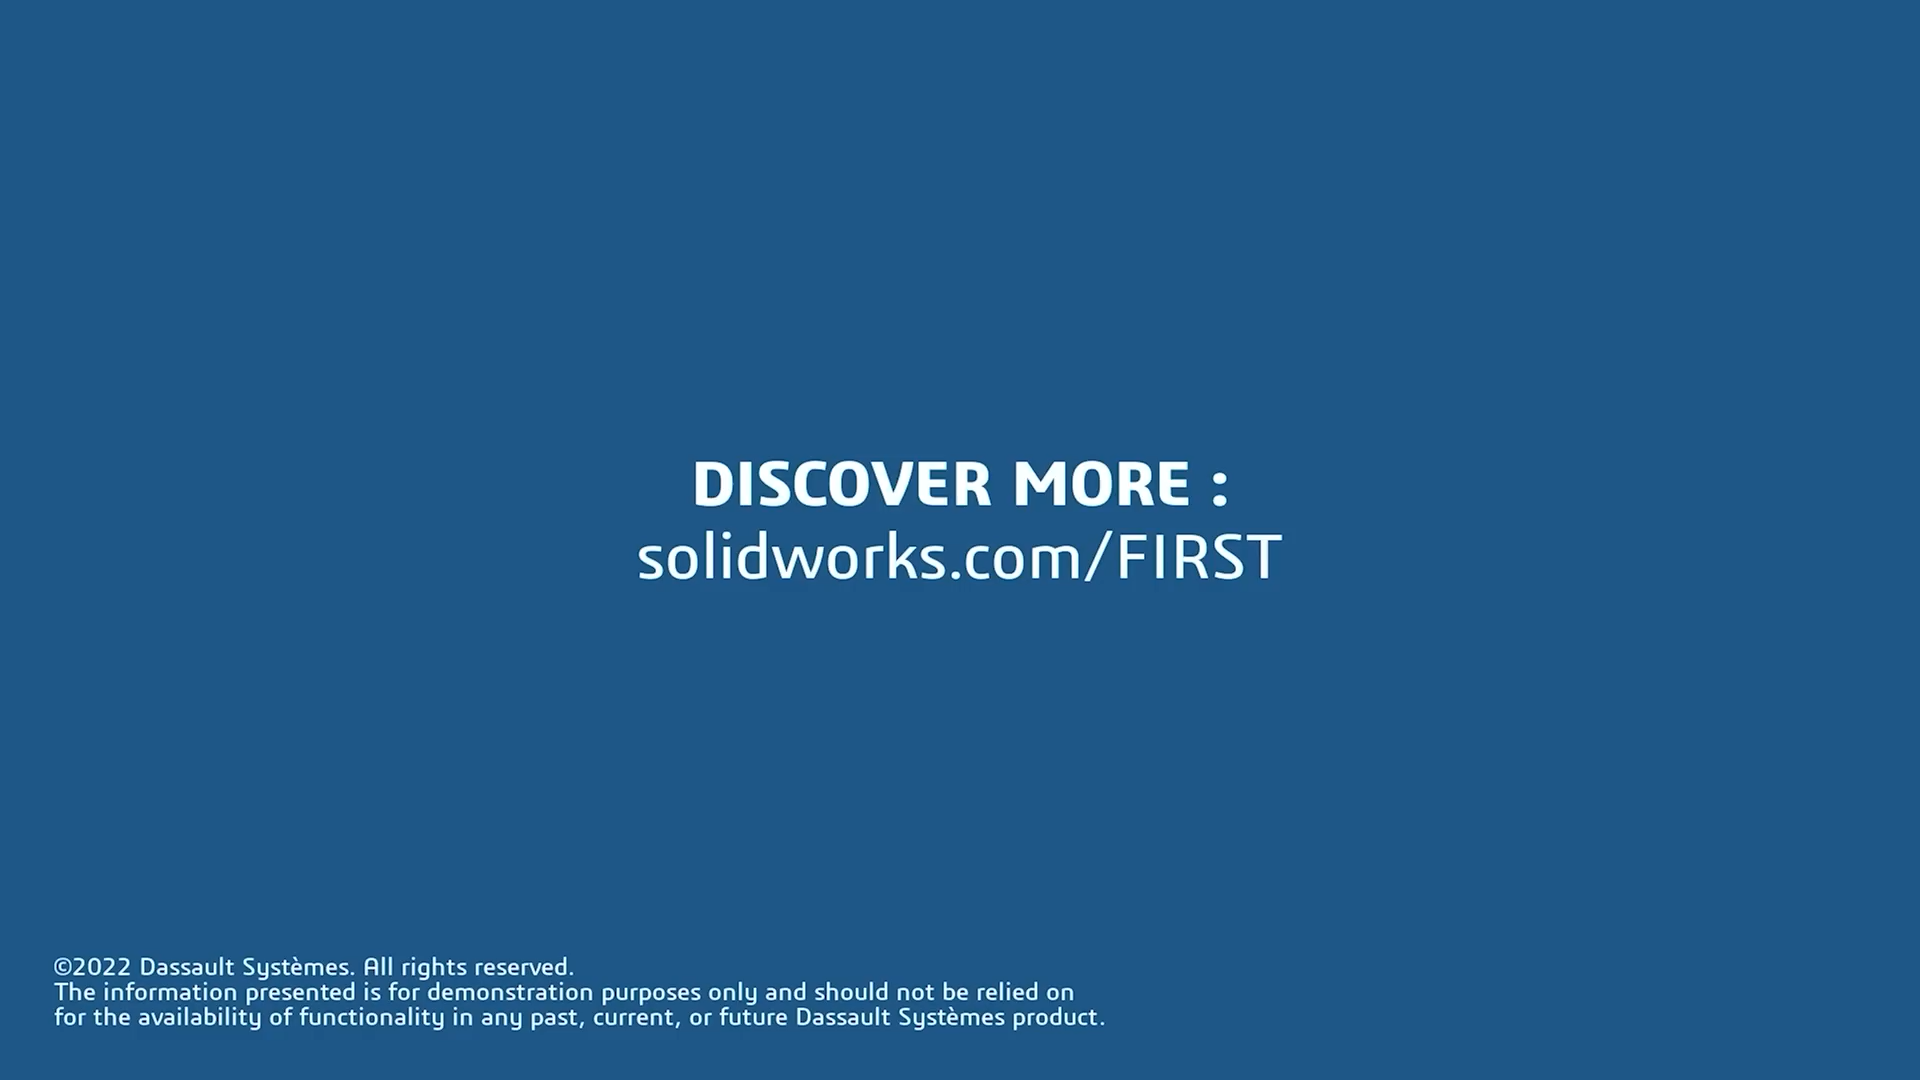 DISCOVER MORE :
solidworks.com/FIRST
©2022 Dassault Systèmes. All rights reserved.
The information presented is for demonstration purposes only and should not be relied on
for the availability of functionality in any past, current, or future Dassault Systèmes product.